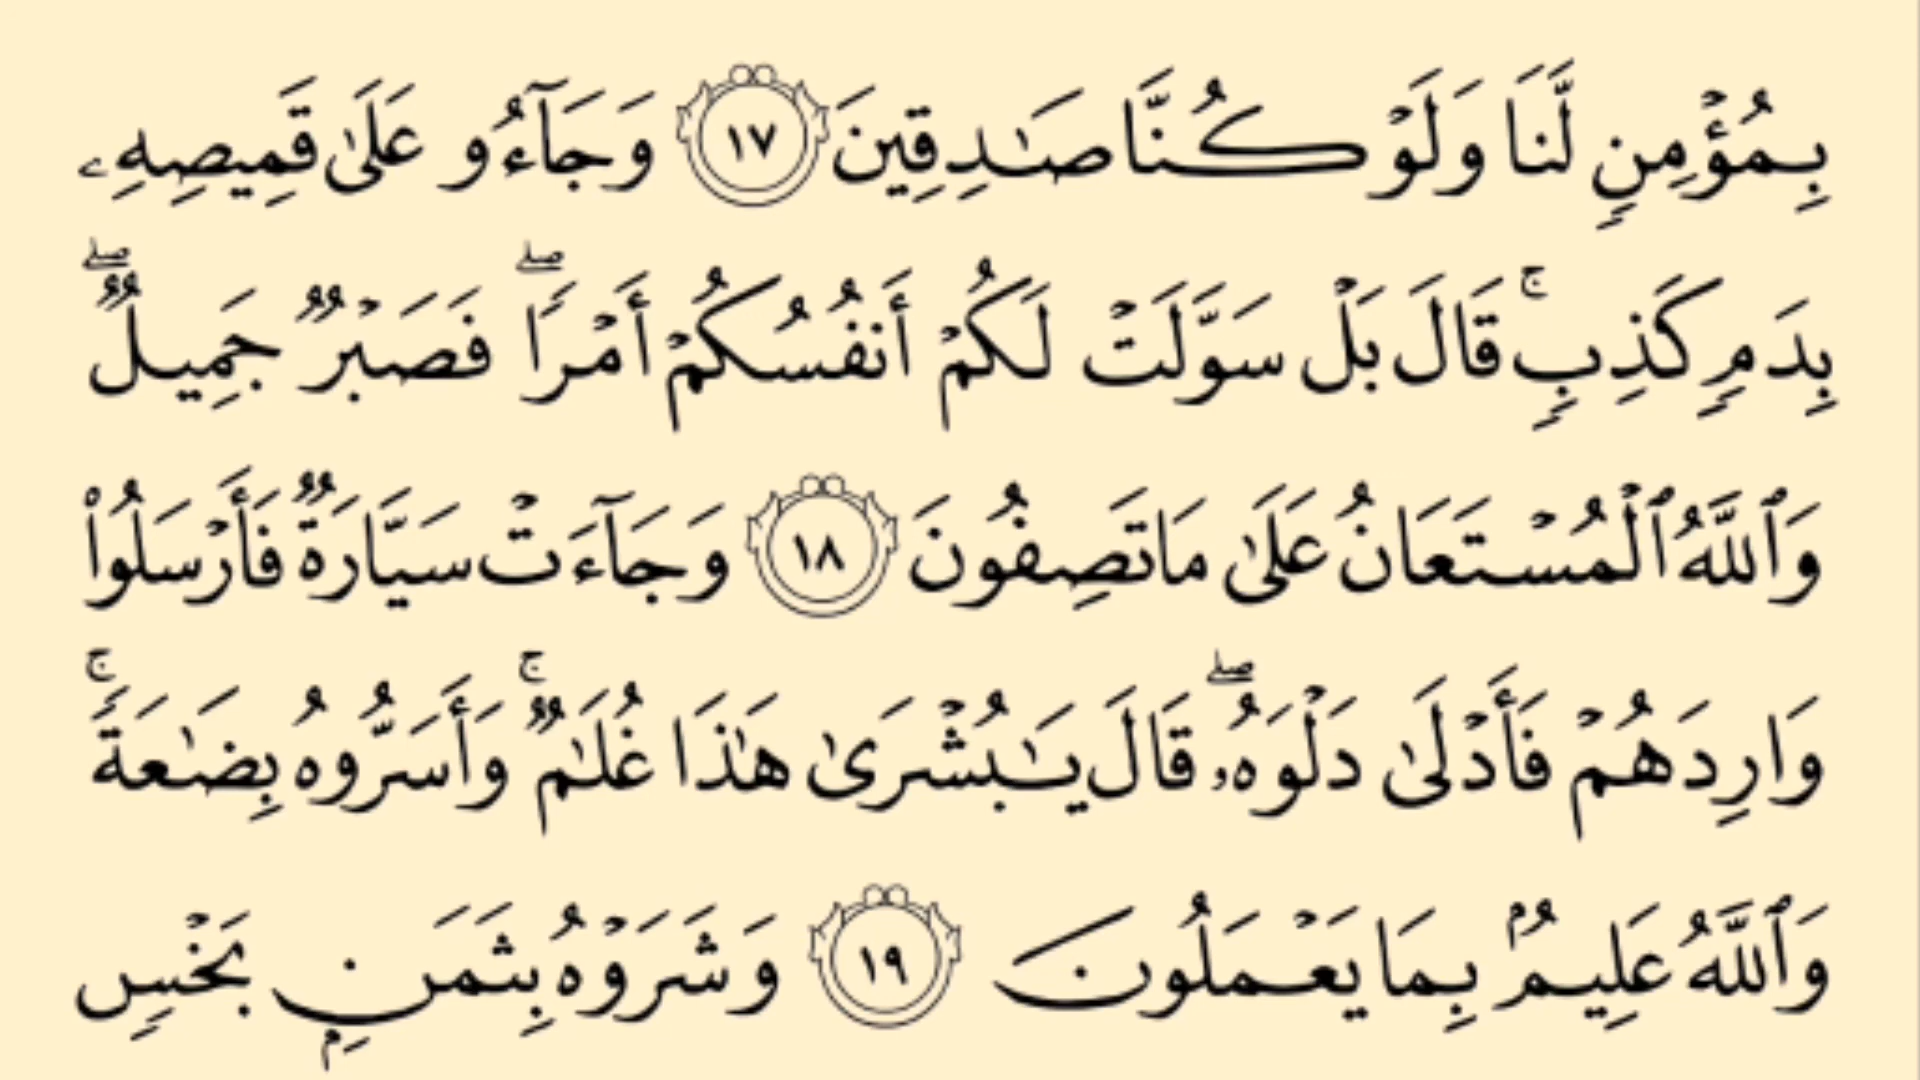 بِمُؤْمِنٍ لَّنَا وَلَوْ كُنَّا صَٰدِقِينَ ١٧ وَجَآءُو عَلَىٰ قَمِيصِهِۦ
بِدَمٍ كَذِبٍ ۚ قَالَ بَلْ سَوَّلَتْ لَكُمْ أَنفُسُكُمْ أَمْرًا ۖ فَصَبْرٌ جَمِيلٌ ۖ
وَٱللَّهُ ٱلْمُسْتَعَانُ عَلَىٰ مَا تَصِفُونَ ١٨ وَجَآءَتْ سَيَّارَةٌ فَأَرْسَلُوا۟
وَارِدَهُمْ فَأَدْلَىٰ دَلْوَهُۥ ۖ قَالَ يَٰبُشْرَىٰ هَٰذَا غُلَٰمٌ ۚ وَأَسَرُّوهُ بِضَٰعَةً ۚ
وَٱللَّهُ عَلِيمٌۢ بِمَا يَعْمَلُونَ ١٩ وَشَرَوْهُ بِثَمَنٍۭ بَخْسٍ